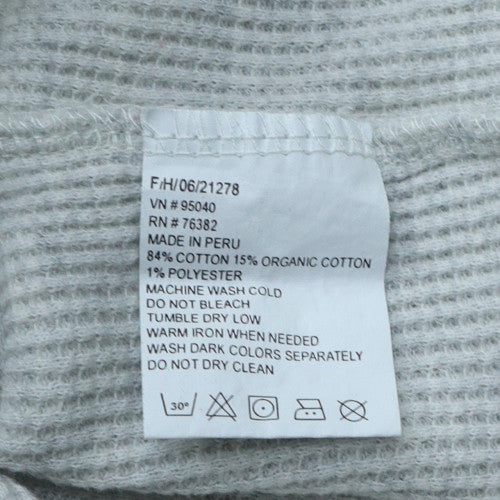 F/H/06/21278
VN # 95040
RN # 76382
MADE IN PERU
84% COTTON 15% ORGANIC COTTON
1% POLYESTER
MACHINE WASH COLD
DO NOT BLEACH
TUMBLE DRY LOW
WARM IRON WHEN NEEDED
WASH DARK COLORS SEPARATELY
DO NOT DRY CLEAN
30°